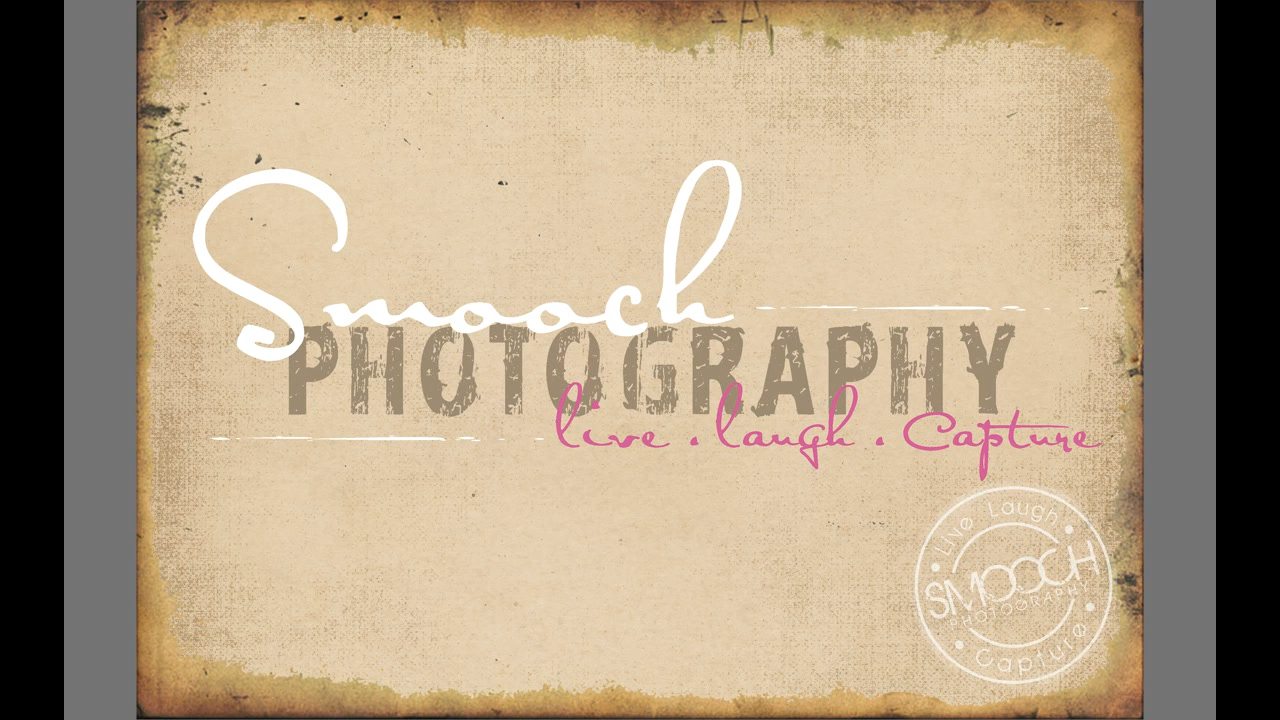 Smooch
PHOTOGRAPHY
live . laugh . Capture
• Live Laugh •
SMOOCH
PHOTOGRAPHY
• Capture •